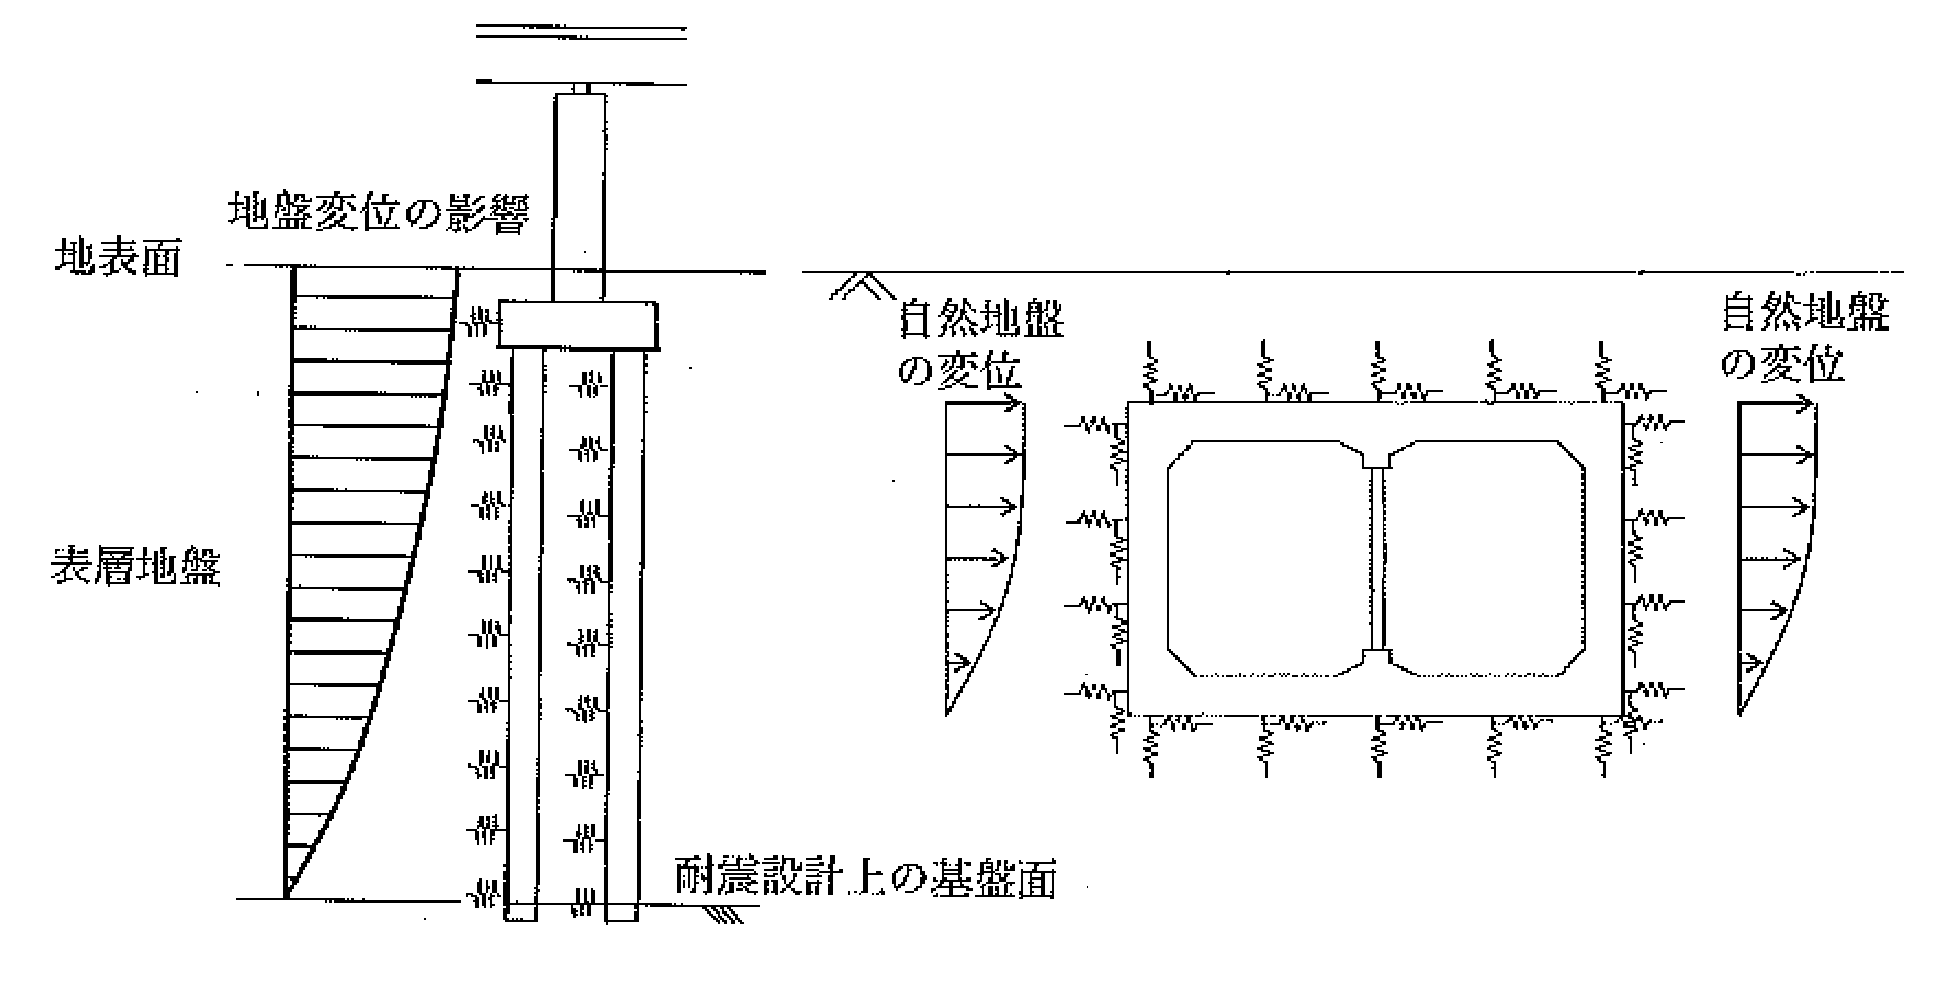 地盤変位の影響
地表面
表層地盤
耐震設計上の基盤面
自然地盤
の変位
自然地盤
の変位